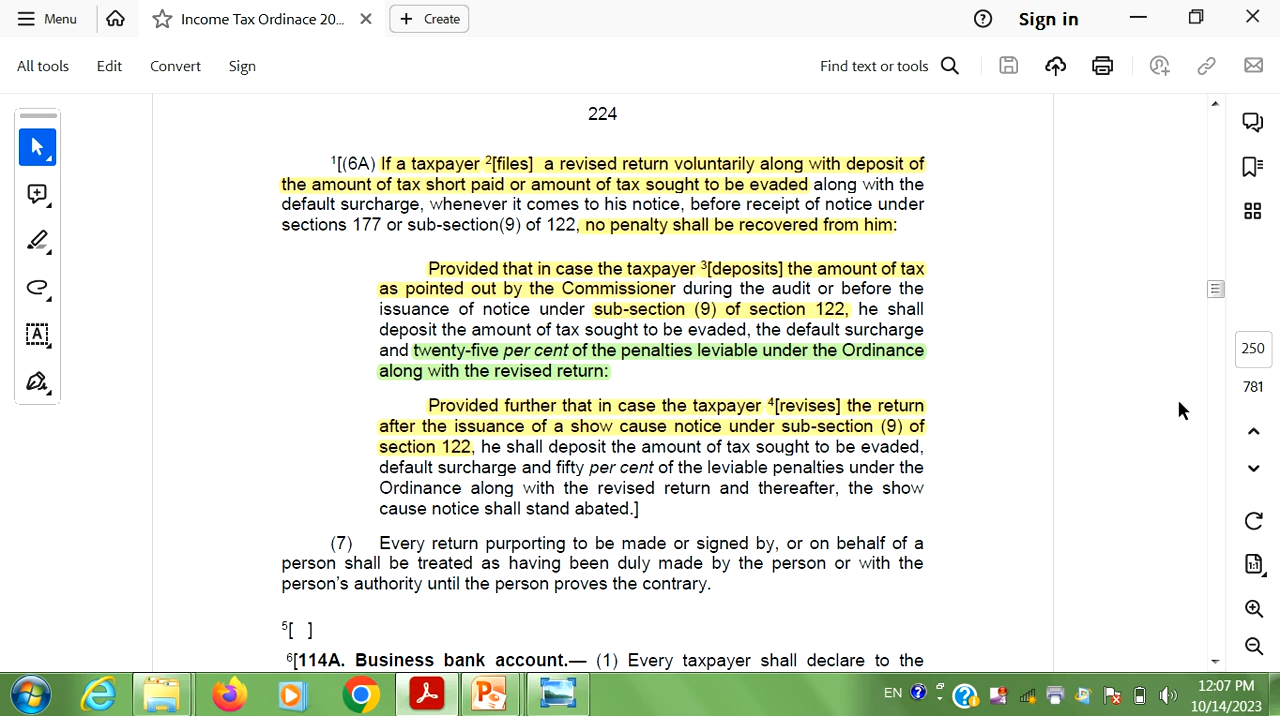 Menu
Income Tax Ordinace 20...
Create
Sign in
All tools Edit Convert Sign
Find text or tools
224
1[(6A) If a taxpayer 2[files] a revised return voluntarily along with deposit of
the amount of tax short paid or amount of tax sought to be evaded along with the
default surcharge, whenever it comes to his notice, before receipt of notice under
sections 177 or sub-section(9) of 122, no penalty shall be recovered from him:
Provided that in case the taxpayer 3[deposits] the amount of tax
as pointed out by the Commissioner during the audit or before the
issuance of notice under sub-section (9) of section 122, he shall
deposit the amount of tax sought to be evaded, the default surcharge
and twenty-five per cent of the penalties leviable under the Ordinance
along with the revised return:
Provided further that in case the taxpayer 4[revises] the return
after the issuance of a show cause notice under sub-section (9) of
section 122, he shall deposit the amount of tax sought to be evaded,
default surcharge and fifty per cent of the leviable penalties under the
Ordinance along with the revised return and thereafter, the show
cause notice shall stand abated.]
(7) Every return purporting to be made or signed by, or on behalf of a
person shall be treated as having been duly made by the person or with the
person's authority until the person proves the contrary.
5[ ]
6[114A. Business bank account.— (1) Every taxpayer shall declare to the
250
781
1:1
EN
12:07 PM
10/14/2023